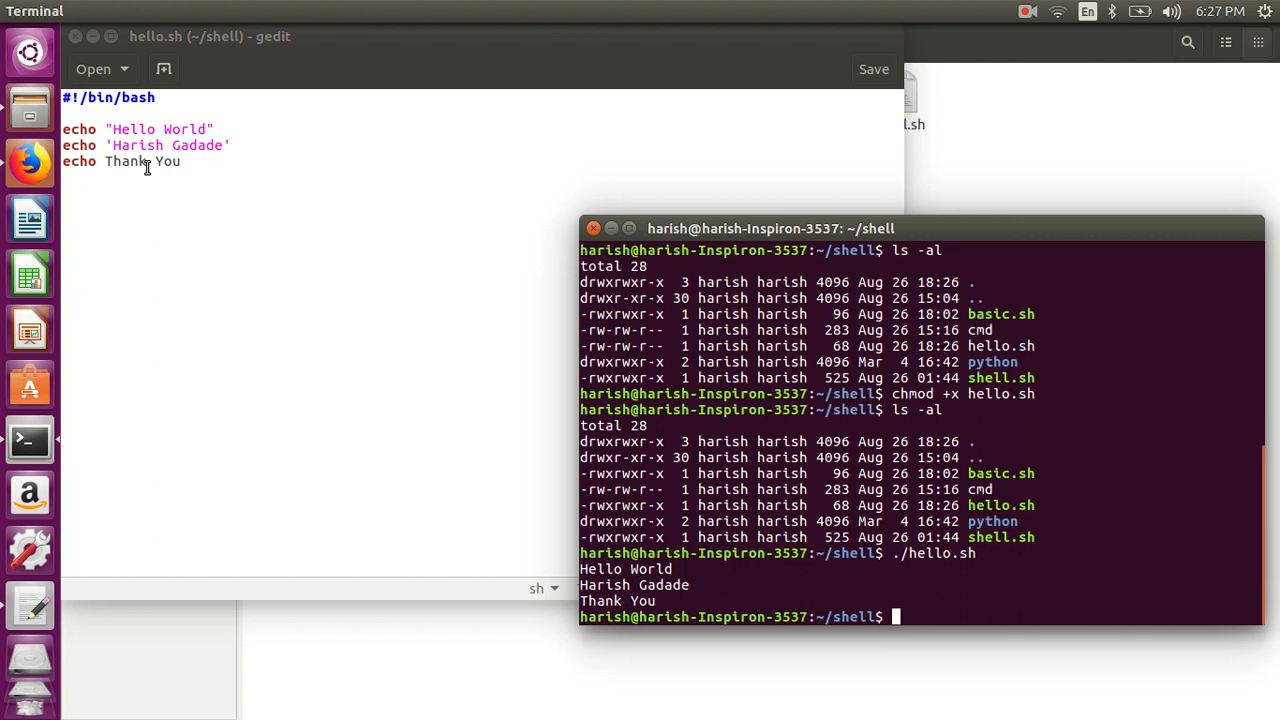 Terminal
En
6:27 PM
hello.sh (~/shell) - gedit
Open
Save
#!/bin/bash
echo "Hello World"
echo 'Harish Gadade'
echo Thank You
l.sh
sh
harish@harish-Inspiron-3537: ~/shell
harish@harish-Inspiron-3537:~/shell$ ls -al
total 28
drwxrwxr-x  3 harish harish 4096 Aug 26 18:26 .
drwxr-xr-x 30 harish harish 4096 Aug 26 15:04 ..
-rwxrwxr-x  1 harish harish   96 Aug 26 18:02 basic.sh
-rw-rw-r--  1 harish harish  283 Aug 26 15:16 cmd
-rw-rw-r--  1 harish harish   68 Aug 26 18:26 hello.sh
drwxrwxr-x  2 harish harish 4096 Mar  4 16:42 python
-rwxrwxr-x  1 harish harish  525 Aug 26 01:44 shell.sh
harish@harish-Inspiron-3537:~/shell$ chmod +x hello.sh
harish@harish-Inspiron-3537:~/shell$ ls -al
total 28
drwxrwxr-x  3 harish harish 4096 Aug 26 18:26 .
drwxr-xr-x 30 harish harish 4096 Aug 26 15:04 ..
-rwxrwxr-x  1 harish harish   96 Aug 26 18:02 basic.sh
-rw-rw-r--  1 harish harish  283 Aug 26 15:16 cmd
-rwxrwxr-x  1 harish harish   68 Aug 26 18:26 hello.sh
drwxrwxr-x  2 harish harish 4096 Mar  4 16:42 python
-rwxrwxr-x  1 harish harish  525 Aug 26 01:44 shell.sh
harish@harish-Inspiron-3537:~/shell$ ./hello.sh
Hello World
Harish Gadade
Thank You
harish@harish-Inspiron-3537:~/shell$